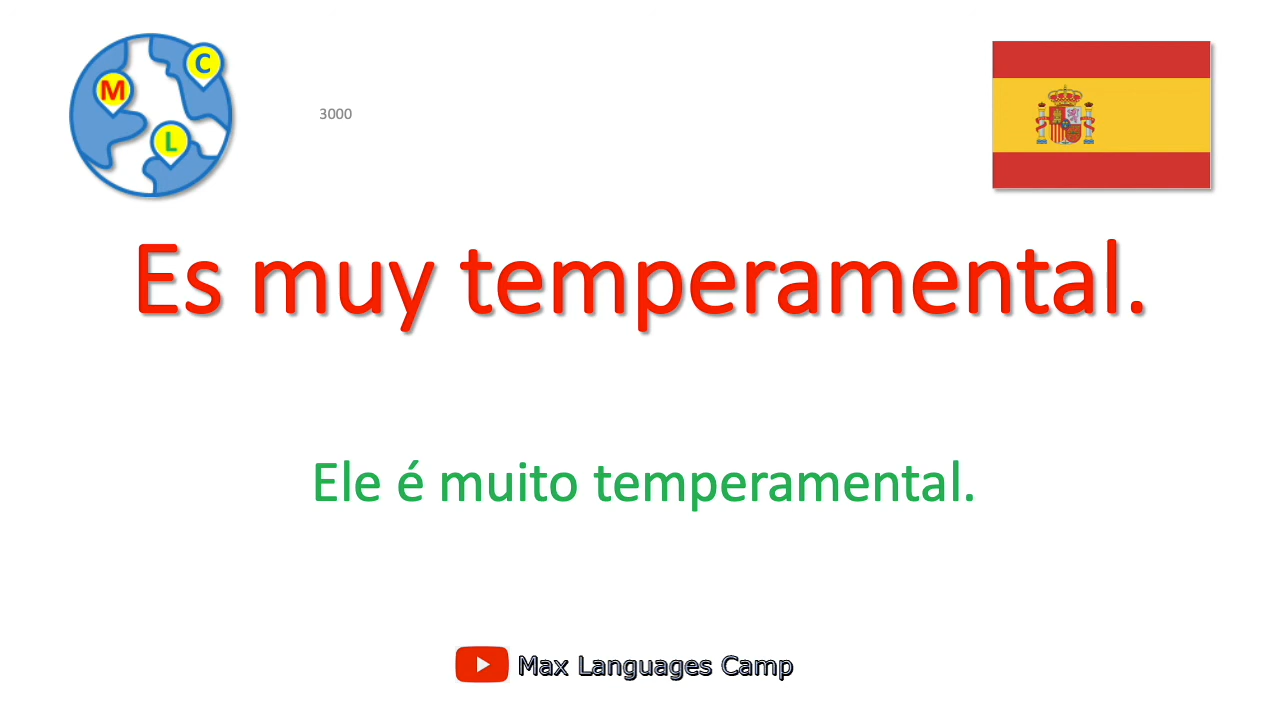 C
M
L
3000
Es muy temperamental.
Ele é muito temperamental.
Max Languages Camp